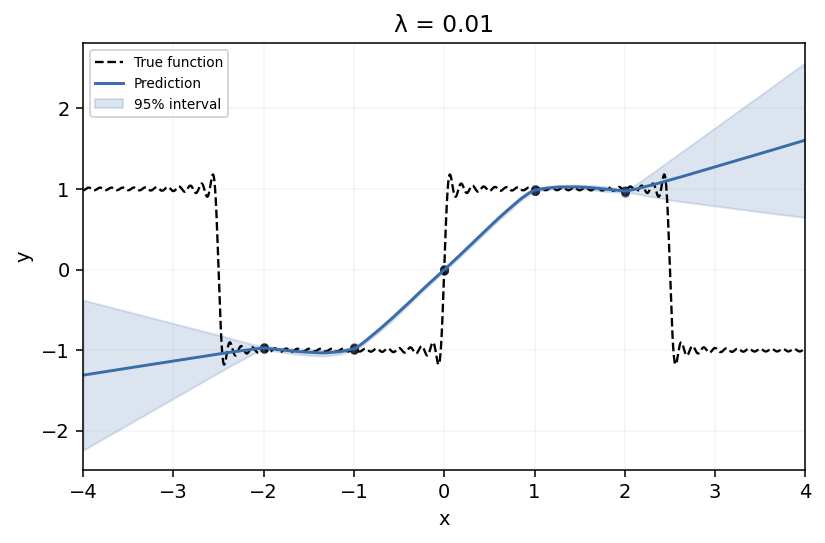 λ = 0.01
True function
Prediction
95% interval
y
2
1
0
−1
−2
−4
−3
−2
−1
0
1
2
3
4
x